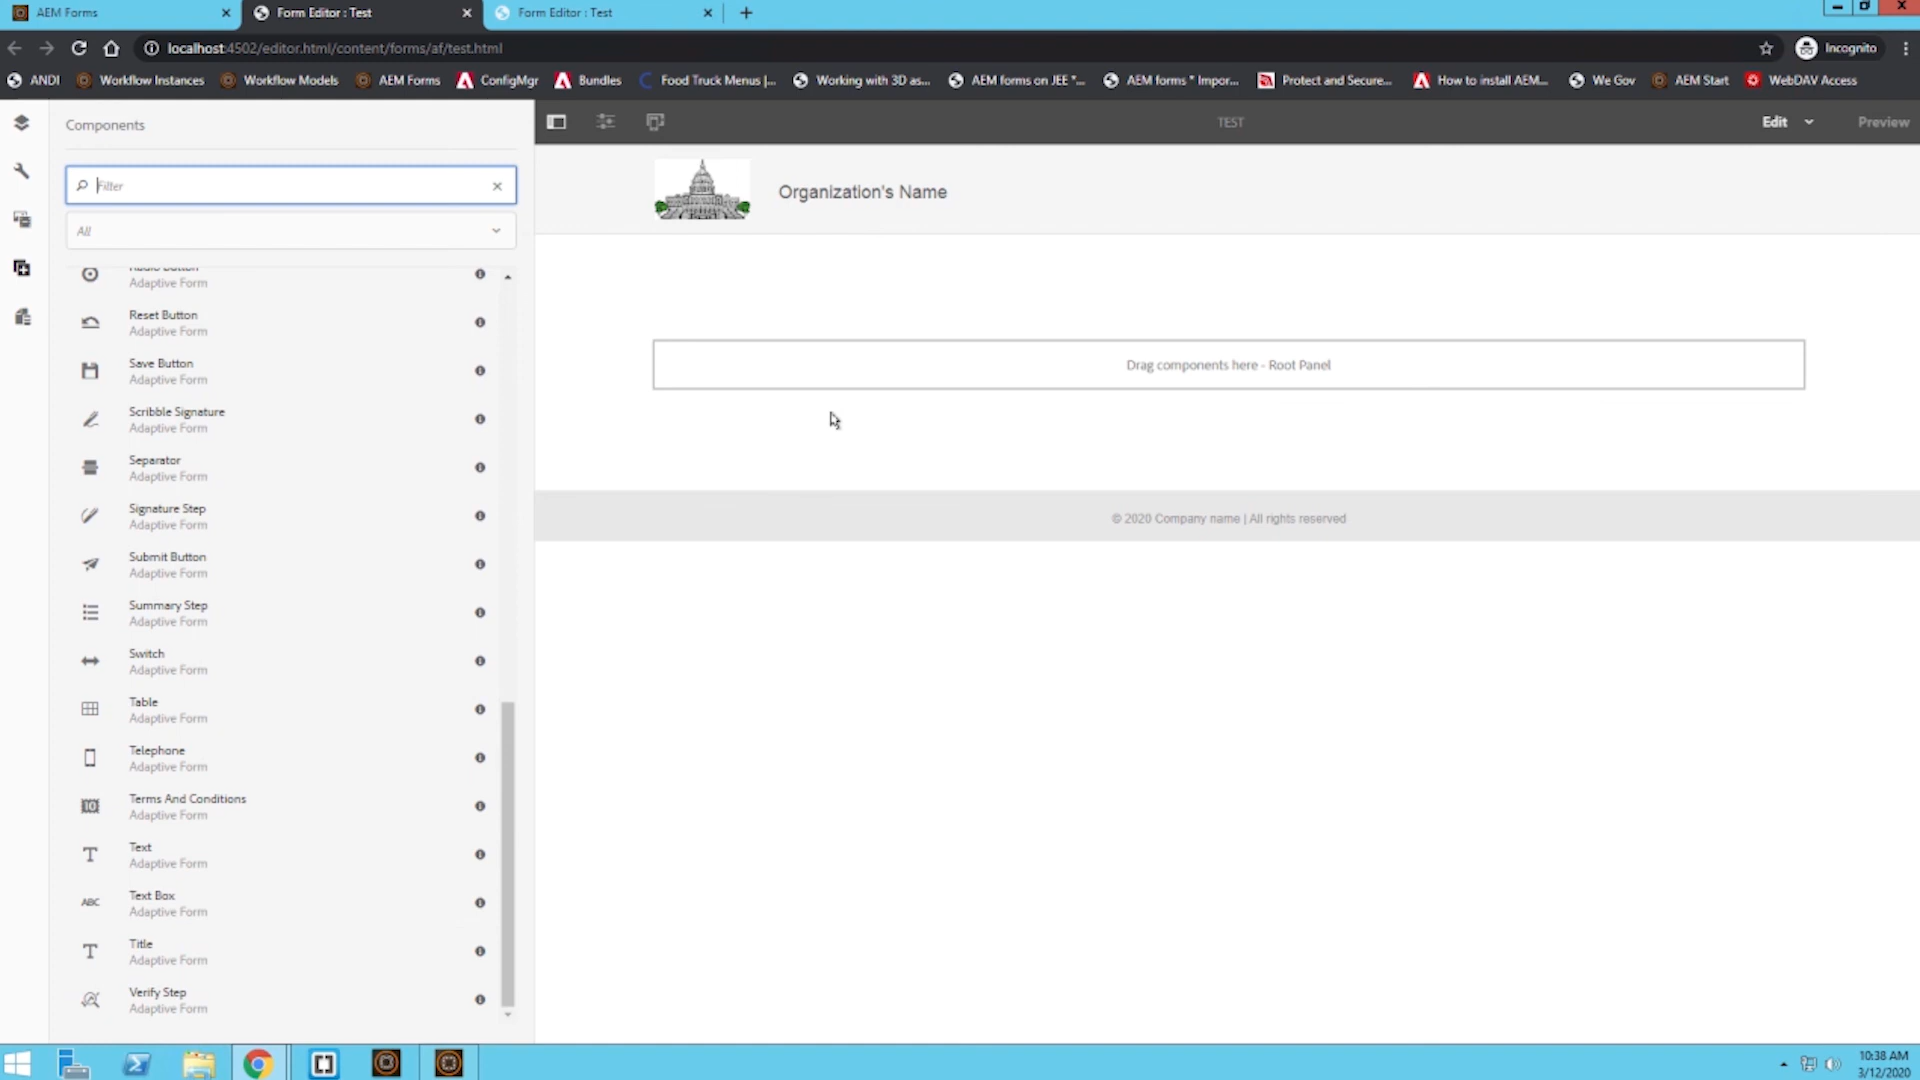 AEM Forms
Form Editor : Test
Form Editor : Test
localhost:4502/editor.html/content/forms/af/test.html
Incognito
ANDI
Workflow Instances
Workflow Models
AEM Forms
ConfigMgr
Bundles
Food Truck Menus |...
Working with 3D as...
AEM forms on JEE "...
AEM forms * Impor...
Protect and Secure...
How to install AEM...
We Gov
AEM Start
WebDAV Access
Components
TEST
Edit
Preview
Filter
All
Organization's Name
Radio Button
Adaptive Form
Reset Button
Adaptive Form
Save Button
Adaptive Form
Scribble Signature
Adaptive Form
Separator
Adaptive Form
Signature Step
Adaptive Form
Submit Button
Adaptive Form
Summary Step
Adaptive Form
Switch
Adaptive Form
Table
Adaptive Form
Telephone
Adaptive Form
Terms And Conditions
Adaptive Form
Text
Adaptive Form
ABC
Text Box
Adaptive Form
Title
Adaptive Form
Verify Step
Adaptive Form
Drag components here - Root Panel
© 2020 Company name | All rights reserved
10:38 AM
3/12/2020